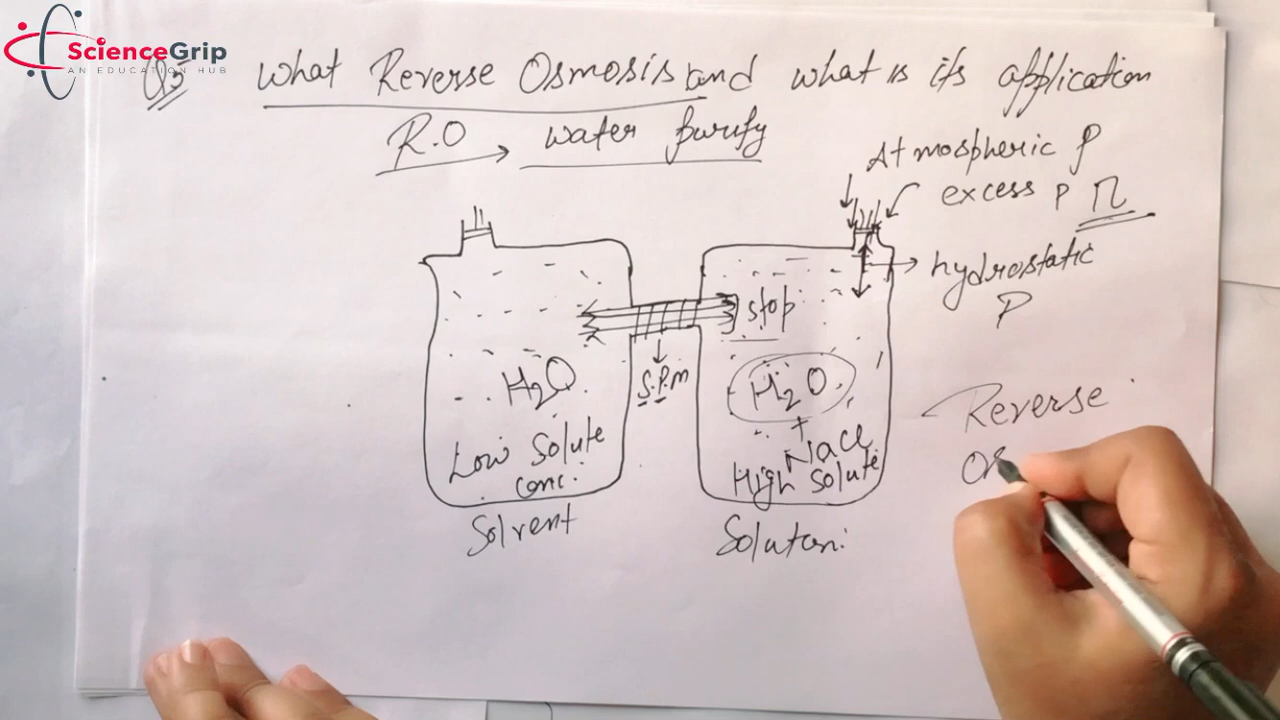 ScienceGrip
AN EDUCATION HUB
What Reverse Osmosis and what is its application
R.O → water purify
Atmospheric P
excess P π
hydrostatic
P
stop
S.P.M
H2O
Low Solute
Conc.
Solvent
H2O
+
NaCl
High Solute
Solution:
Reverse
Os